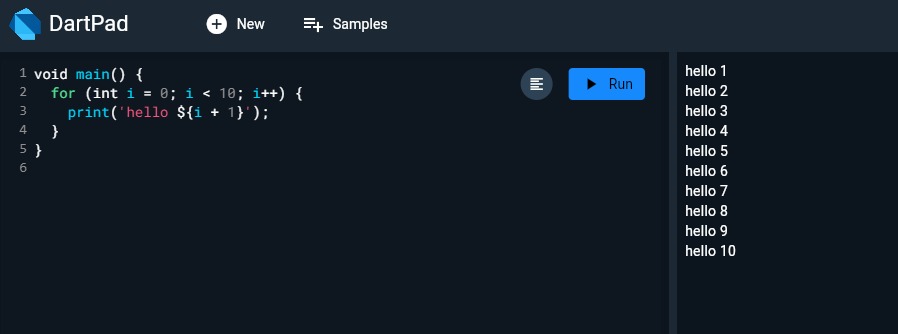 DartPad
New
Samples
1 void main() {
2   for (int i = 0; i < 10; i++) {
3     print('hello ${i + 1}');
4   }
5 }
6
Run
hello 1
hello 2
hello 3
hello 4
hello 5
hello 6
hello 7
hello 8
hello 9
hello 10